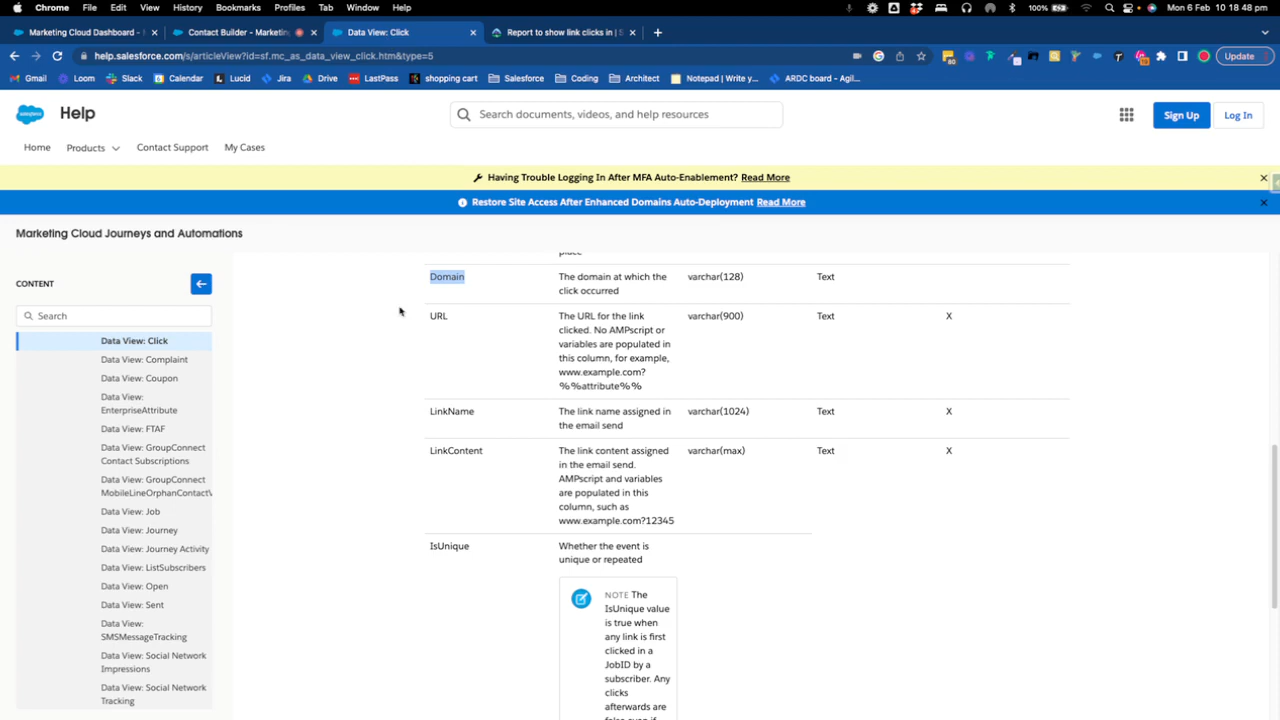 Chrome File Edit View History Bookmarks Profiles Tab Window Help 100% Mon 6 Feb 10 18:48 pm
Marketing Cloud Dashboard - Contact Builder - Marketing Data View: Click Report to show link clicks in | S
help.salesforce.com/s/articleView?id=sf.mc_as_data_view_click.htm&type=5 Update
Gmail Loom Slack Calendar Lucid Jira Drive LastPass shopping cart Salesforce Coding Architect Notepad | Write y... ARDC board - Agil...
salesforce Help Search documents, videos, and help resources Sign Up Log In
Home Products Contact Support My Cases
Having Trouble Logging In After MFA Auto-Enablement? Read More
Restore Site Access After Enhanced Domains Auto-Deployment Read More
Marketing Cloud Journeys and Automations
CONTENT
Search
Data View: Click
Data View: Complaint
Data View: Coupon
Data View:
EnterpriseAttribute
Data View: FTAF
Data View: GroupConnect
Contact Subscriptions
Data View: GroupConnect
MobileLineOrphanContactV
Data View: Job
Data View: Journey
Data View: Journey Activity
Data View: ListSubscribers
Data View: Open
Data View: Sent
Data View:
SMSMessageTracking
Data View: Social Network
Impressions
Data View: Social Network
Tracking
place
Domain The domain at which the varchar(128) Text
click occurred
URL The URL for the link varchar(900) Text X
clicked. No AMPscript or
variables are populated in
this column, for example,
www.example.com?
%%attribute%%
LinkName The link name assigned in varchar(1024) Text X
the email send
LinkContent The link content assigned varchar(max) Text X
in the email send.
AMPscript and variables
are populated in this
column, such as
www.example.com?12345
IsUnique Whether the event is
unique or repeated
NOTE The
IsUnique value
is true when
any link is first
clicked in a
JobID by a
subscriber. Any
clicks
afterwards are
false even if